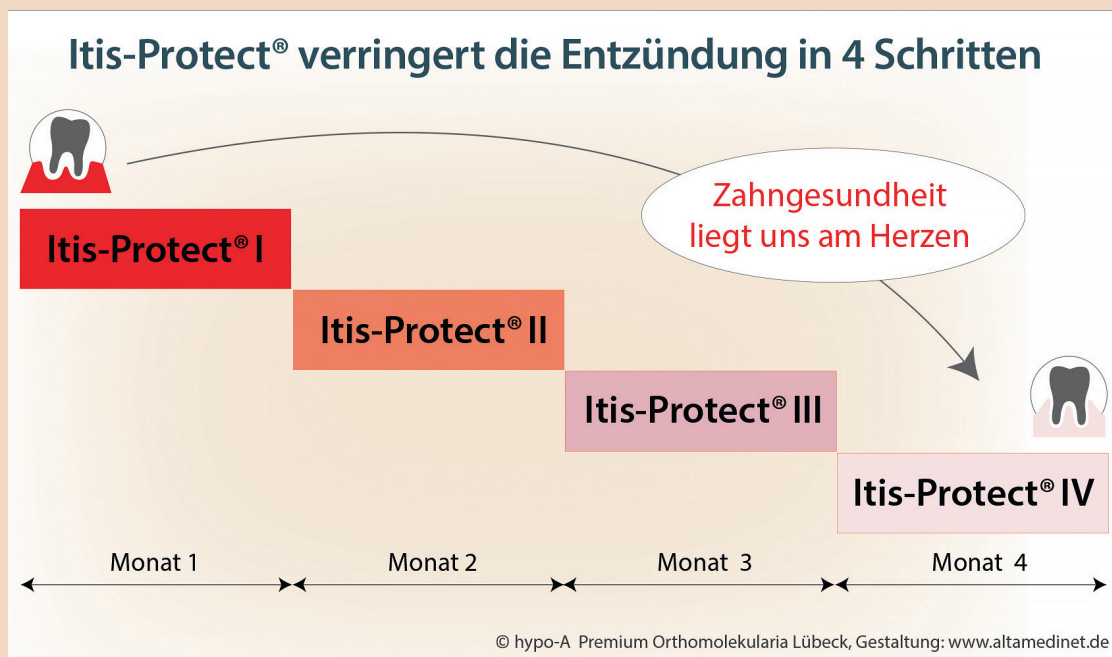 Itis-Protect® verringert die Entzündung in 4 Schritten
Zahngesundheit
liegt uns am Herzen
Itis-Protect® I
Itis-Protect® II
Itis-Protect® III
Itis-Protect® IV
Monat 1
Monat 2
Monat 3
Monat 4
© hypo-A Premium Orthomolekularia Lübeck, Gestaltung: www.altamedinet.de